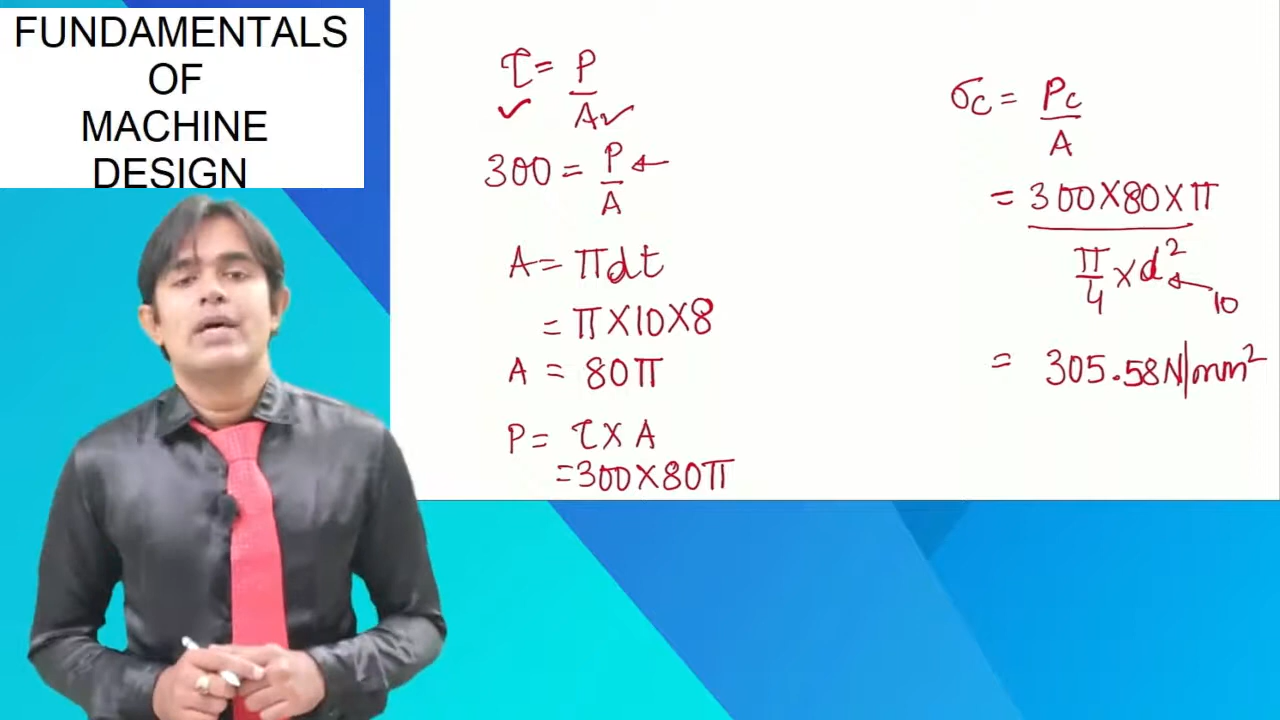 FUNDAMENTALS
OF
MACHINE
DESIGN
τ = P/A
300 = P/A
A = πdt
= π×10×8
A = 80π
P = τ×A
=300×80π
σc = Pc/A
= 300×80×π
π/4 ×d²
10
= 305.58N/mm²